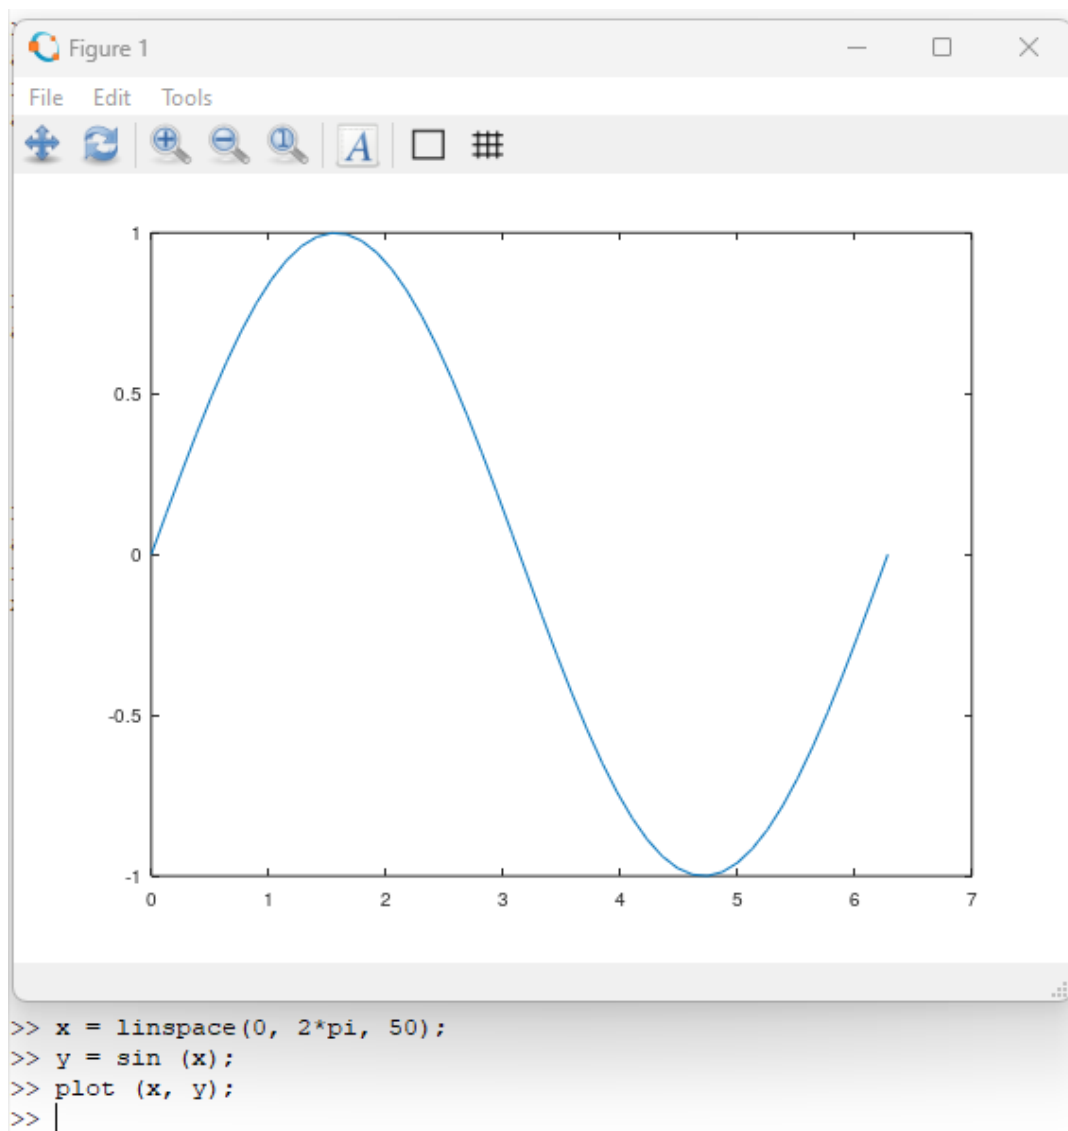 Figure 1
File Edit Tools
1 A
1
0.5
0
-0.5
-1
0 1 2 3 4 5 6 7
>> x = linspace(0, 2*pi, 50);
>> y = sin (x);
>> plot (x, y);
>>